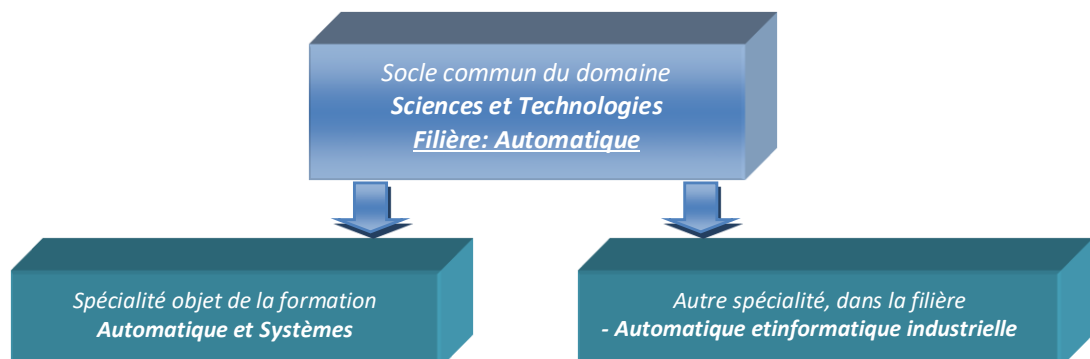 Socle commun du domaine
Sciences et Technologies
Filière: Automatique
Spécialité objet de la formation
Automatique et Systèmes
Autre spécialité, dans la filière
- Automatique etinformatique industrielle